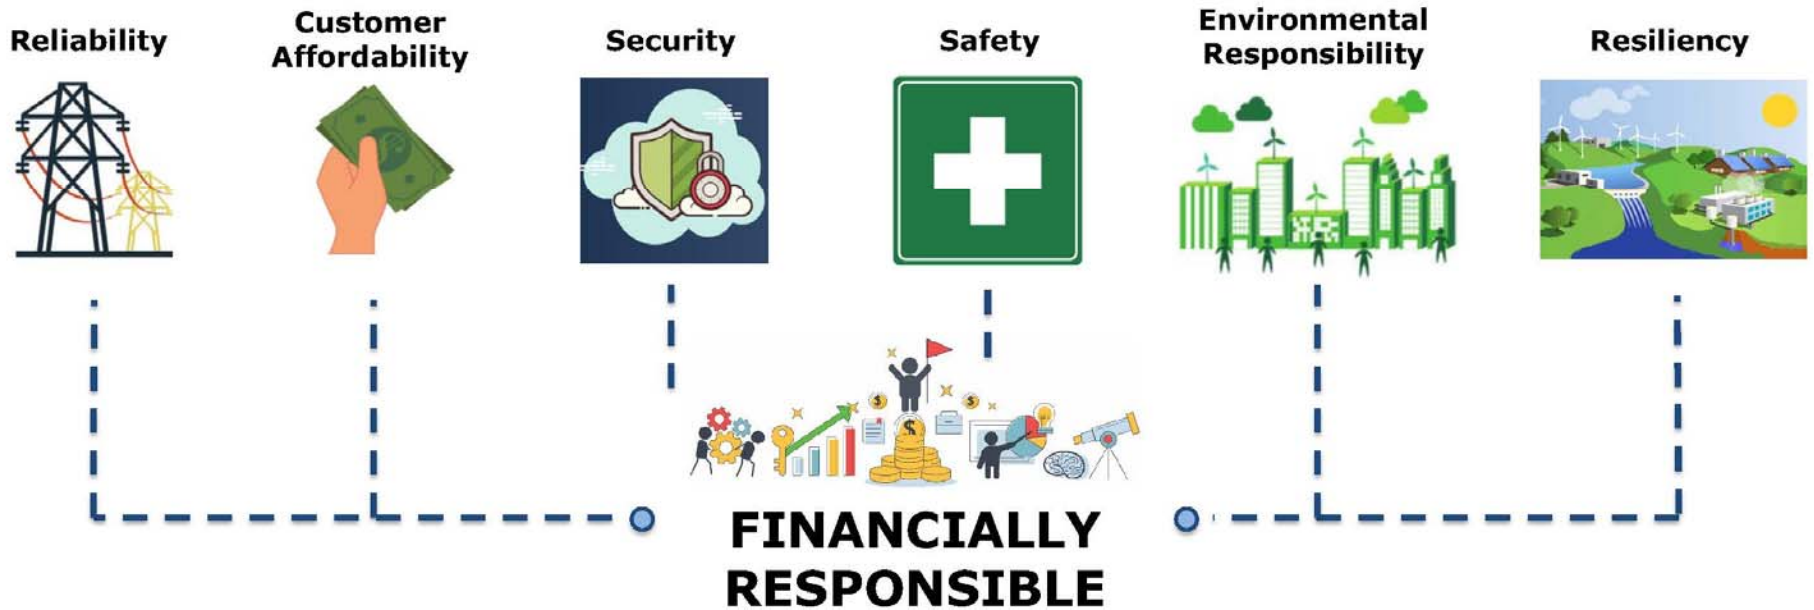 Reliability
Customer
Affordability
Security
Safety
Environmental
Responsibility
Resiliency
$
$
$
FINANCIALLY
RESPONSIBLE